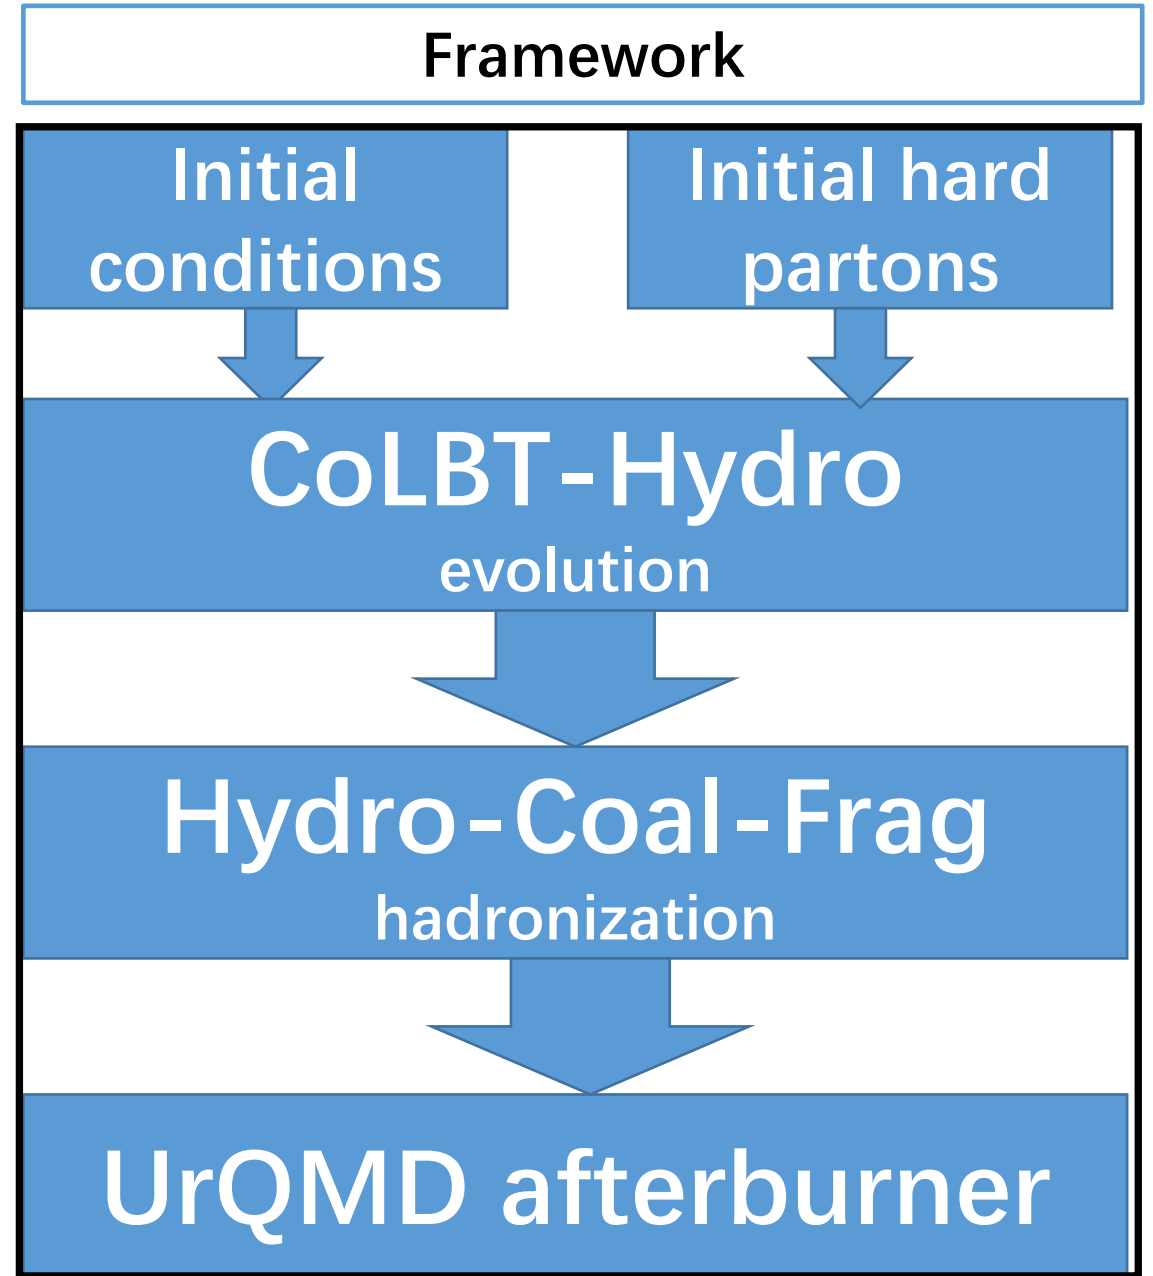 Framework
Initial
conditions
Initial hard
partons
CoLBT-Hydro
evolution
Hydro-Coal-Frag
hadronization
UrQMD afterburner